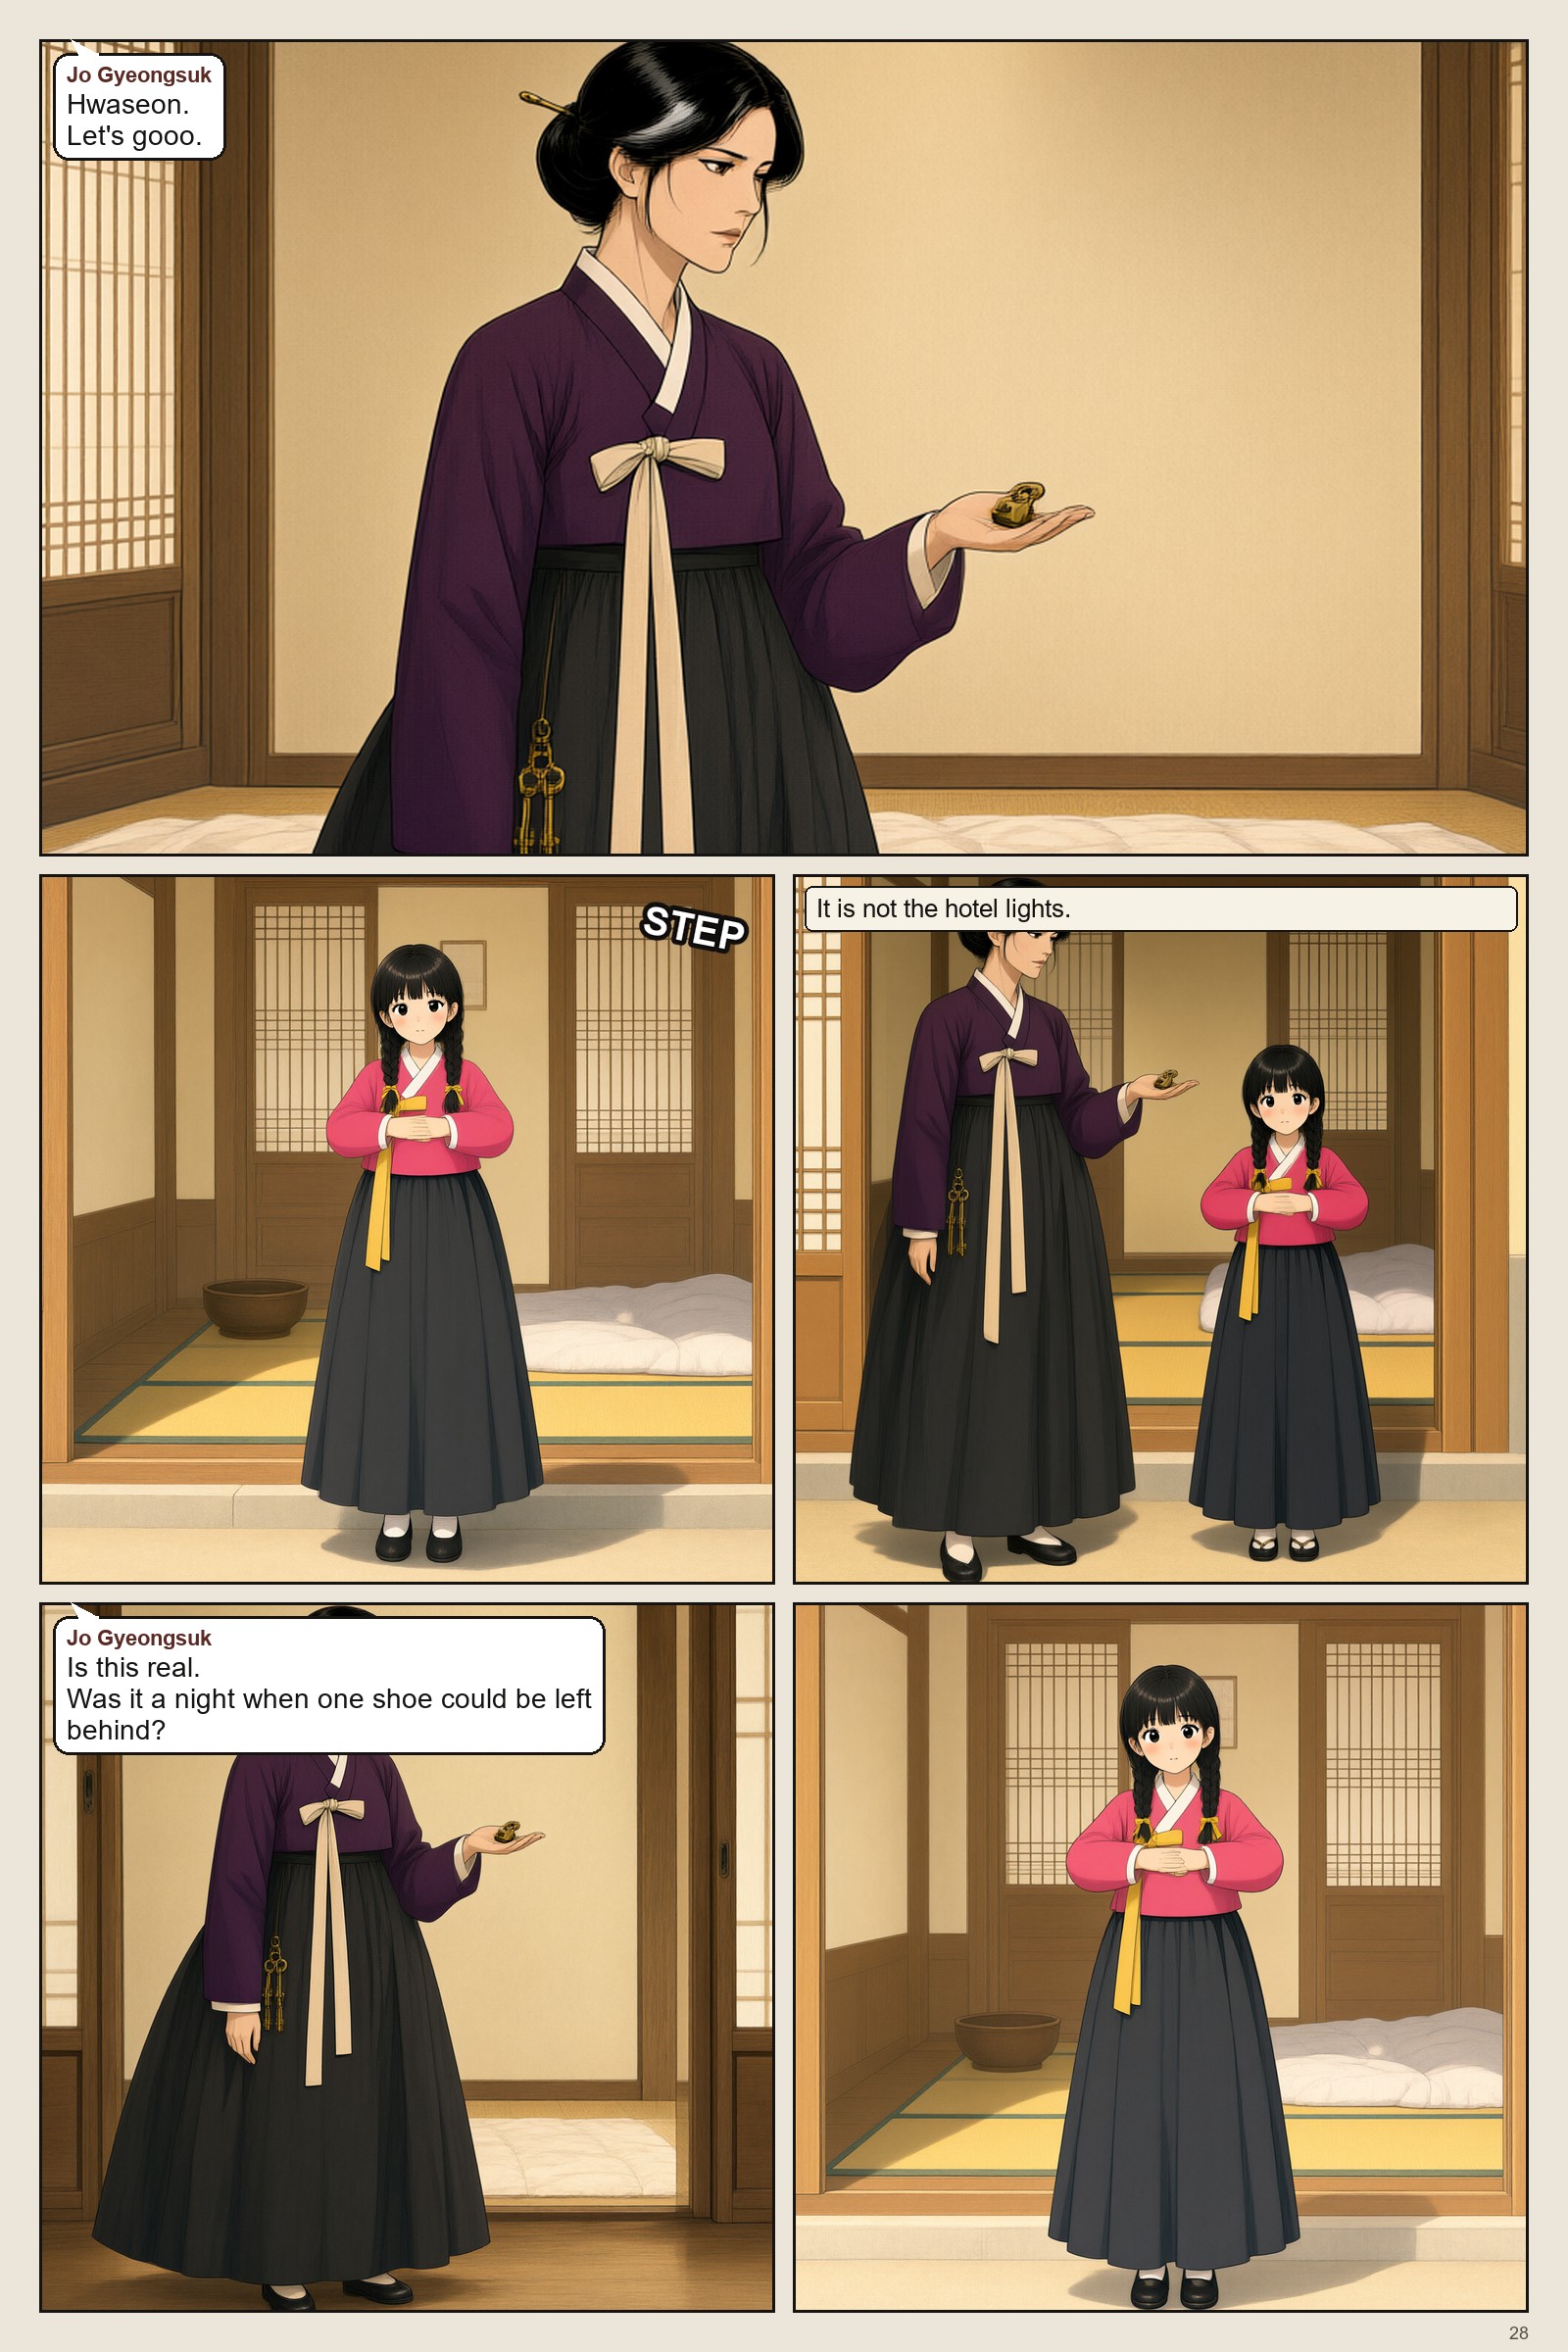 Jo Gyeongsuk
Hwaseon.
Let's gooo.
STEP
It is not the hotel lights.
Jo Gyeongsuk
Is this real.
Was it a night when one shoe could be left
behind?
28